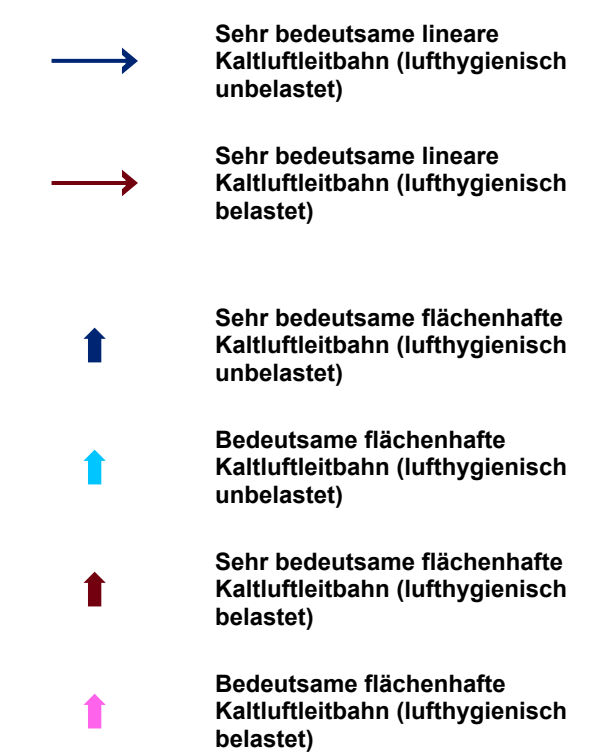 Sehr bedeutsame lineare
Kaltluftleitbahn (lufthygienisch
unbelastet)
Sehr bedeutsame lineare
Kaltluftleitbahn (lufthygienisch
belastet)
Sehr bedeutsame flächenhafte
Kaltluftleitbahn (lufthygienisch
unbelastet)
Bedeutsame flächenhafte
Kaltluftleitbahn (lufthygienisch
unbelastet)
Sehr bedeutsame flächenhafte
Kaltluftleitbahn (lufthygienisch
belastet)
Bedeutsame flächenhafte
Kaltluftleitbahn (lufthygienisch
belastet)